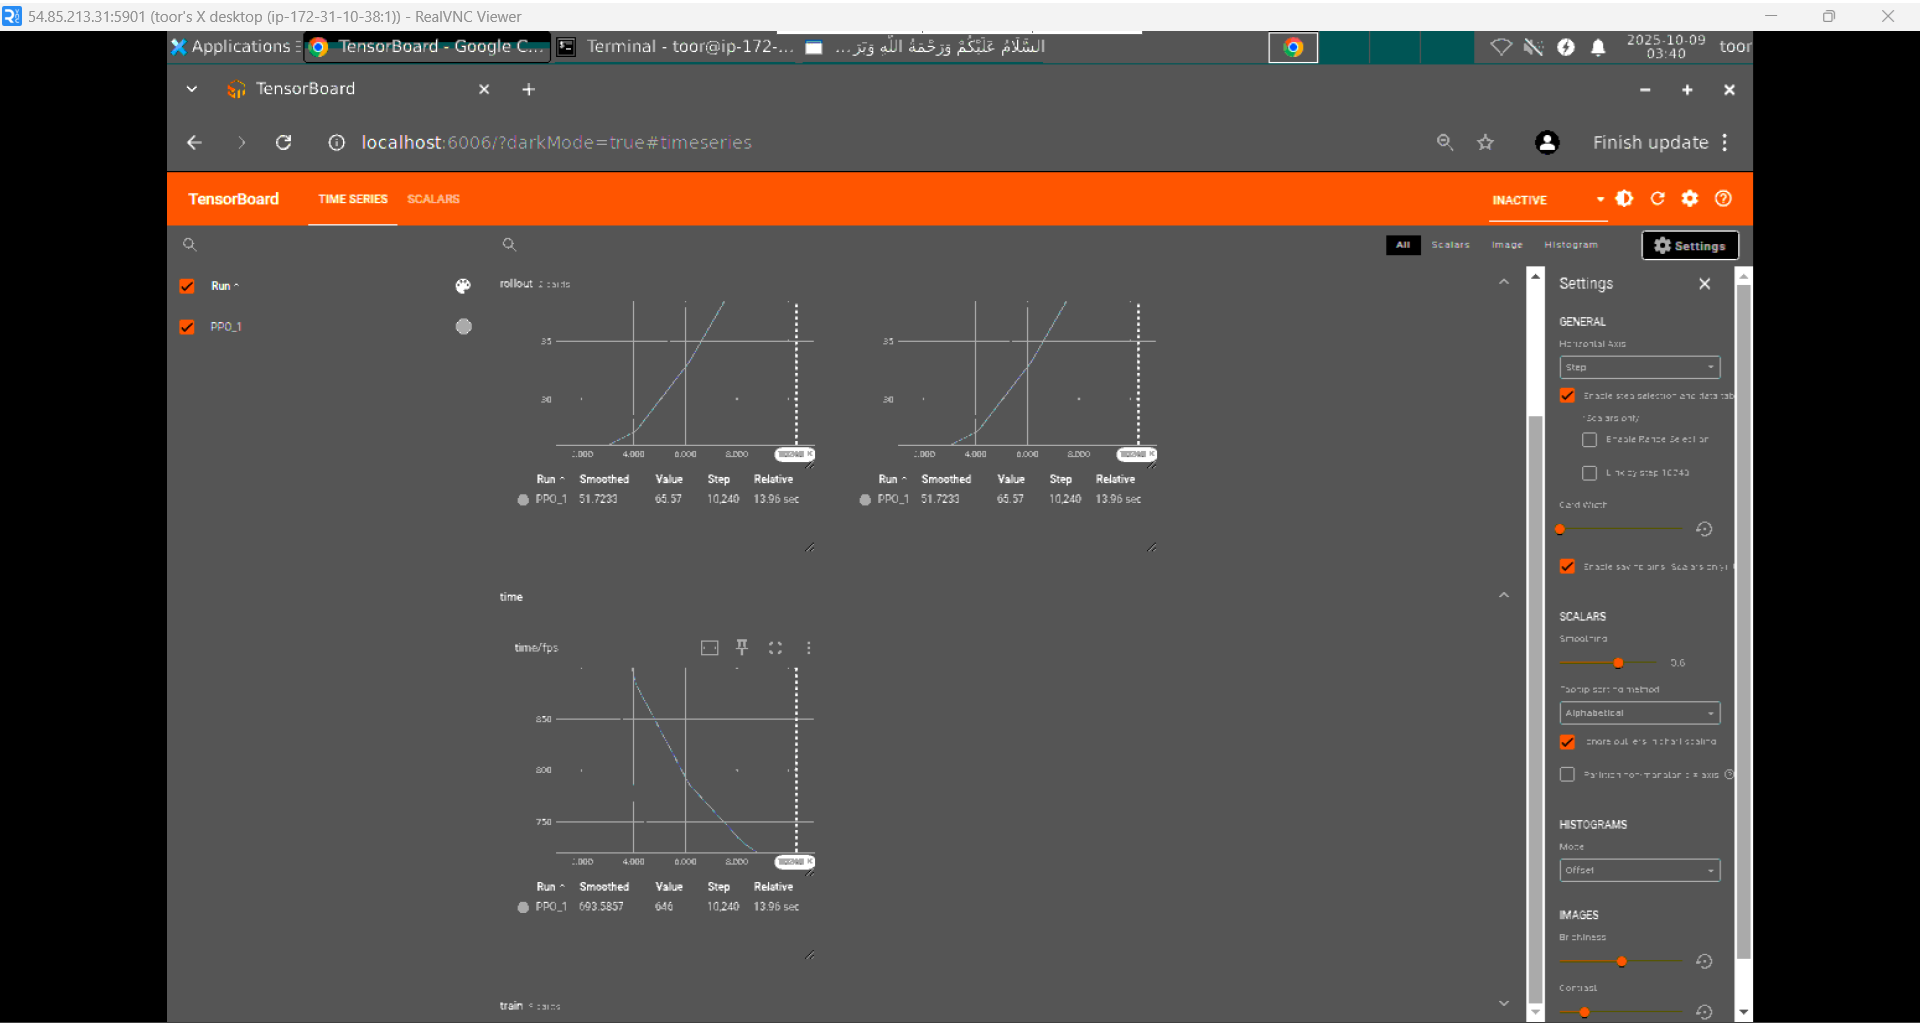 54.85.213.31:5901 (toor's X desktop (ip-172-31-10-38:1)) - RealVNC Viewer
Applications
TensorBoard - Google C...
Terminal - toor@ip-172-...
السَّلَامُ عَلَيْكُمْ وَرَحْمَةُ اللَّهِ وَبَرَ...
2025-10-09
03:40
toor
TensorBoard
localhost:6006/?darkMode=true#timeseries
Finish update
TensorBoard
TIME SERIES
SCALARS
INACTIVE
All
Scalars
Image
Histogram
Settings
Run
PPO_1
rollout 2 cards
35
30
4,000 6,000 8,000
Run Smoothed Value Step Relative
PPO_1 51.7233 65.57 10,240 13.96 sec
35
30
4,000 6,000 8,000
Run Smoothed Value Step Relative
PPO_1 51.7233 65.57 10,240 13.96 sec
time
time/fps
850
800
750
4,000 6,000 8,000
Run Smoothed Value Step Relative
PPO_1 693.5857 646 10,240 13.96 sec
train
cards
Settings
GENERAL
Horizontal Axis
Step
Enable step selection and data tab
(Scalars only)
Enable Range Selection
Link by step 10240
Card Width
Enable saving pins (Scalars only)
SCALARS
Smoothing
0.6
Tooltip sorting method
Alphabetical
Ignore outliers in chart scaling
Partition non-monotonic X axis
HISTOGRAMS
Mode
Offset
IMAGES
Brightness
Contrast